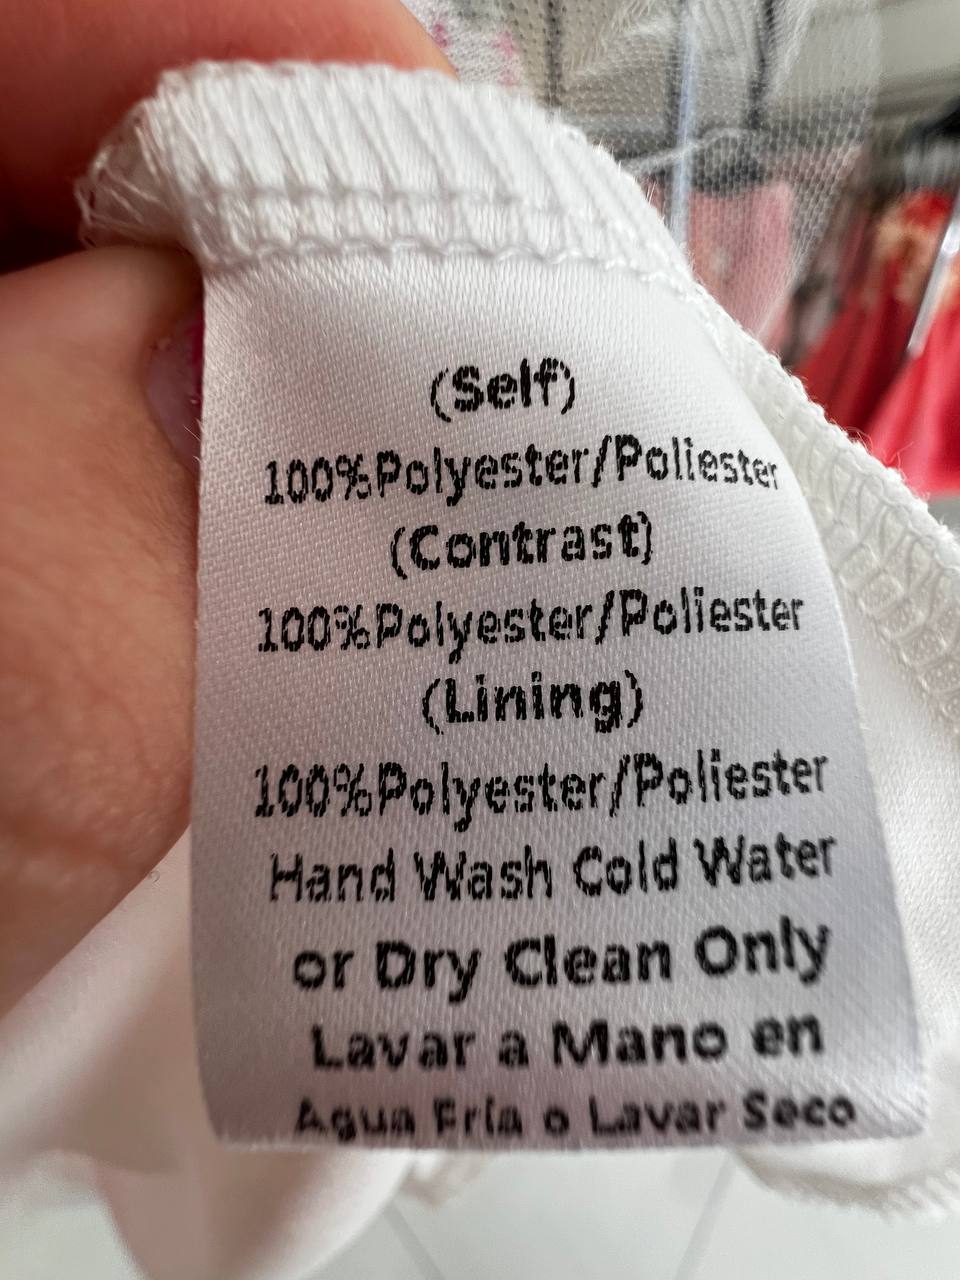 (Self)
100%Polyester/Poliester
(Contrast)
100%Polyester/Poliester
(Lining)
100%Polyester/Poliester
Hand Wash Cold Water
or Dry Clean Only
Lavar a Mano en
Agua Fría o Lavar Seco